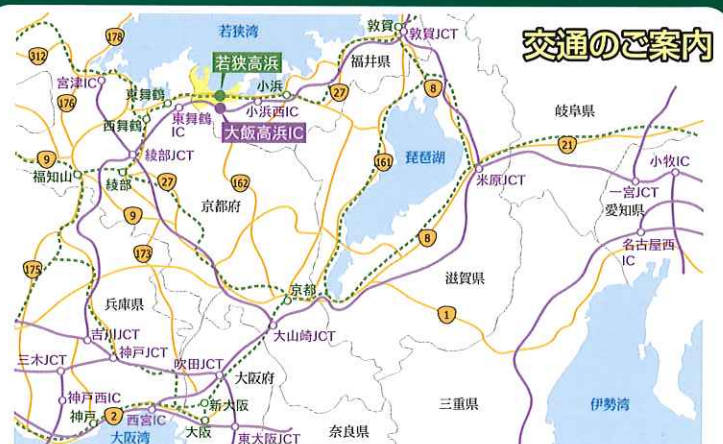 交通のご案内
若狭湾
敦賀
敦賀JCT
178
312
若狭高浜
福井県
宮津IC
小浜
東舞鶴
8
176
27
岐阜県
西舞鶴
東舞鶴
IC
小浜西IC
大飯高浜IC
21
綾部JCT
9
161
琵琶湖
小牧IC
福知山
綾部
27
162
米原JCT
一宮JCT
京都府
愛知県
9
8
名古屋西
IC
173
175
滋賀県
京都
兵庫県
1
大山崎JCT
吉川JCT
神戸JCT
三木JCT
吹田JCT
大阪府
神戸西IC
新大阪
三重県
伊勢湾
神戸
2
西宮IC
大阪
大阪湾
東大阪JCT
奈良県